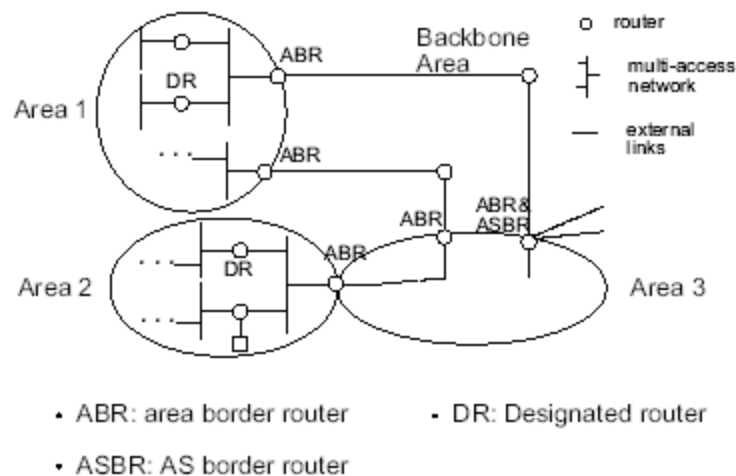 router
ABR
Backbone
Area
DR
multi-access
network
Area 1
external
links
ABR
ABR&
ASBR
ABR
ABR
DR
Area 2
Area 3
• ABR: area border router
• DR: Designated router
• ASBR: AS border router